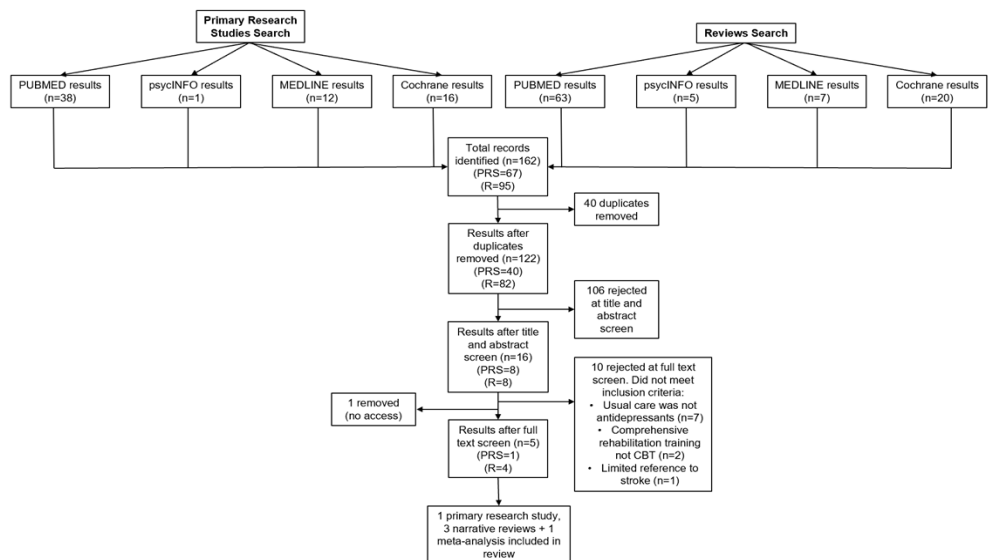 Primary Research
Studies Search
Reviews Search
PUBMED results
(n=38)
psycINFO results
(n=1)
MEDLINE results
(n=12)
Cochrane results
(n=16)
PUBMED results
(n=63)
psycINFO results
(n=5)
MEDLINE results
(n=7)
Cochrane results
(n=20)
Total records
identified (n=162)
(PRS=67)
(R=95)
40 duplicates
removed
Results after
duplicates
removed (n=122)
(PRS=40)
(R=82)
106 rejected
at title and
abstract
screen
Results after title
and abstract
screen (n=16)
(PRS=8)
(R=8)
10 rejected at full text
screen. Did not meet
inclusion criteria:
• Usual care was not
antidepressants (n=7)
• Comprehensive
rehabilitation training
not CBT (n=2)
• Limited reference to
stroke (n=1)
1 removed
(no access)
Results after full
text screen (n=5)
(PRS=1)
(R=4)
1 primary research study,
3 narrative reviews + 1
meta-analysis included in
review